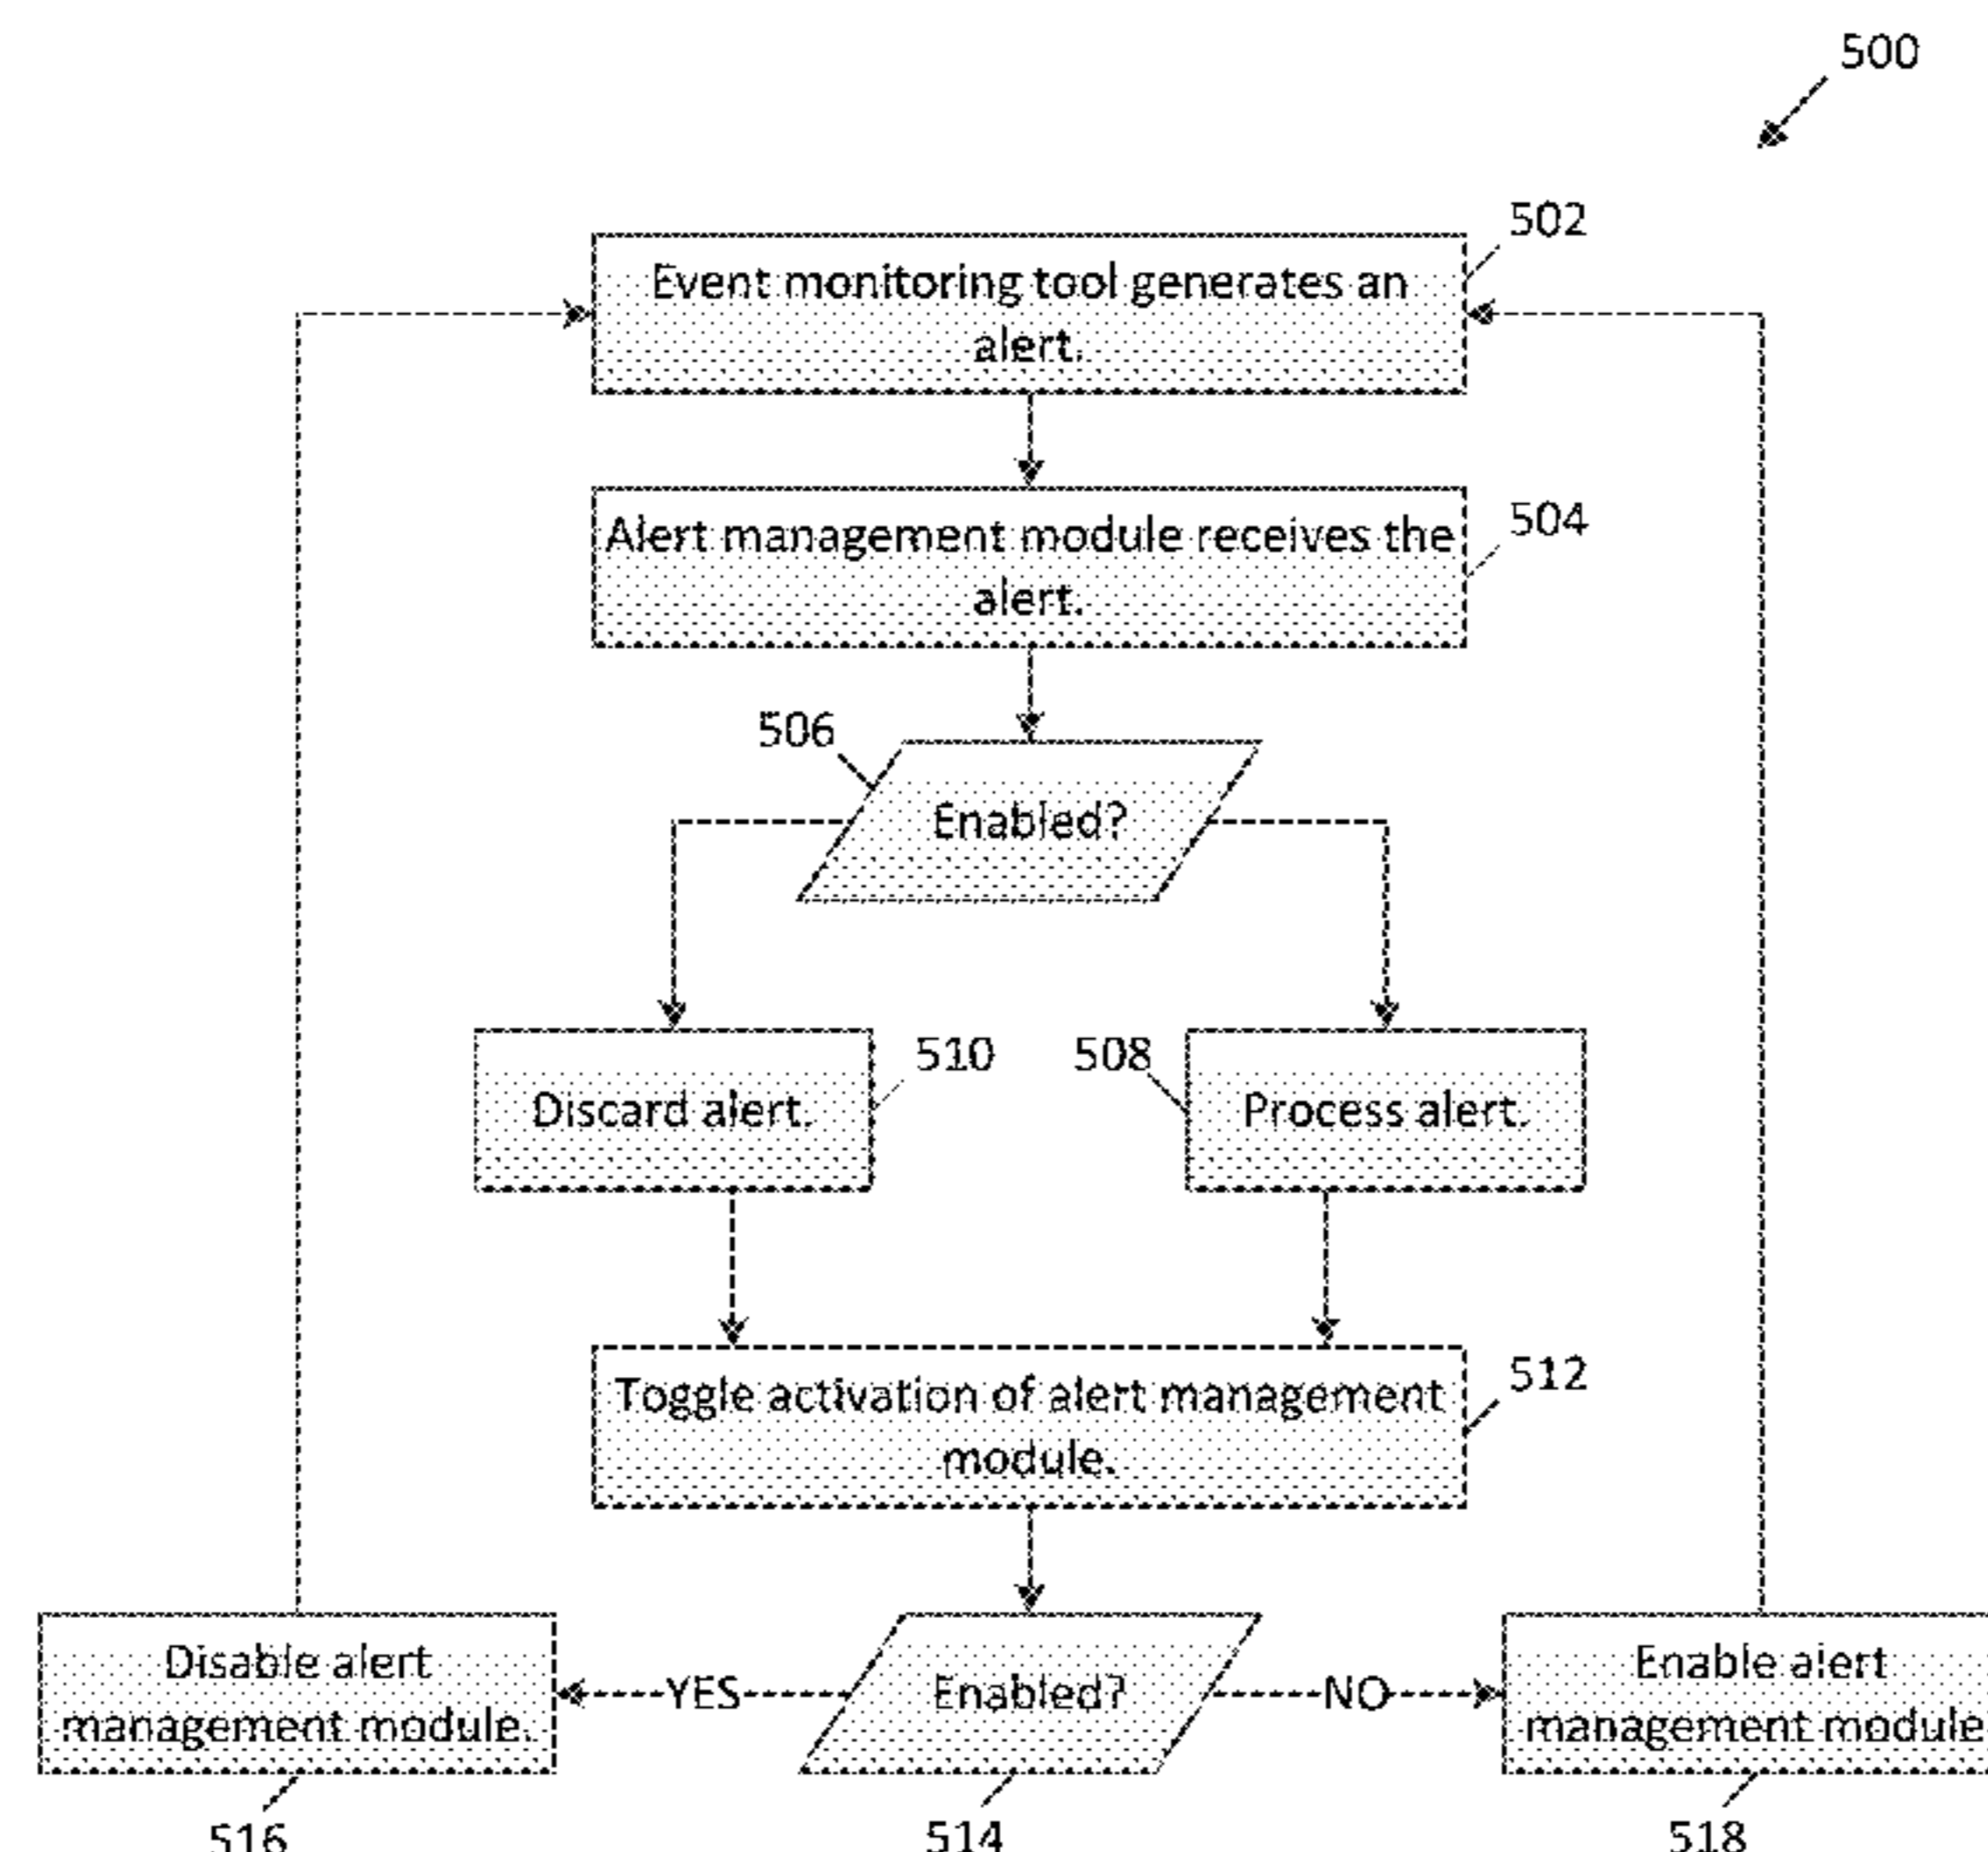 500
502
Event monitoring tool generates an
alert.
504
Alert management module receives the
alert.
506
Enabled?
510
508
Discard alert.
Process alert.
512
Toggle activation of alert management
module.
Disable alert
management module.
YES
Enabled?
NO
Enable alert
management module
516
514
518